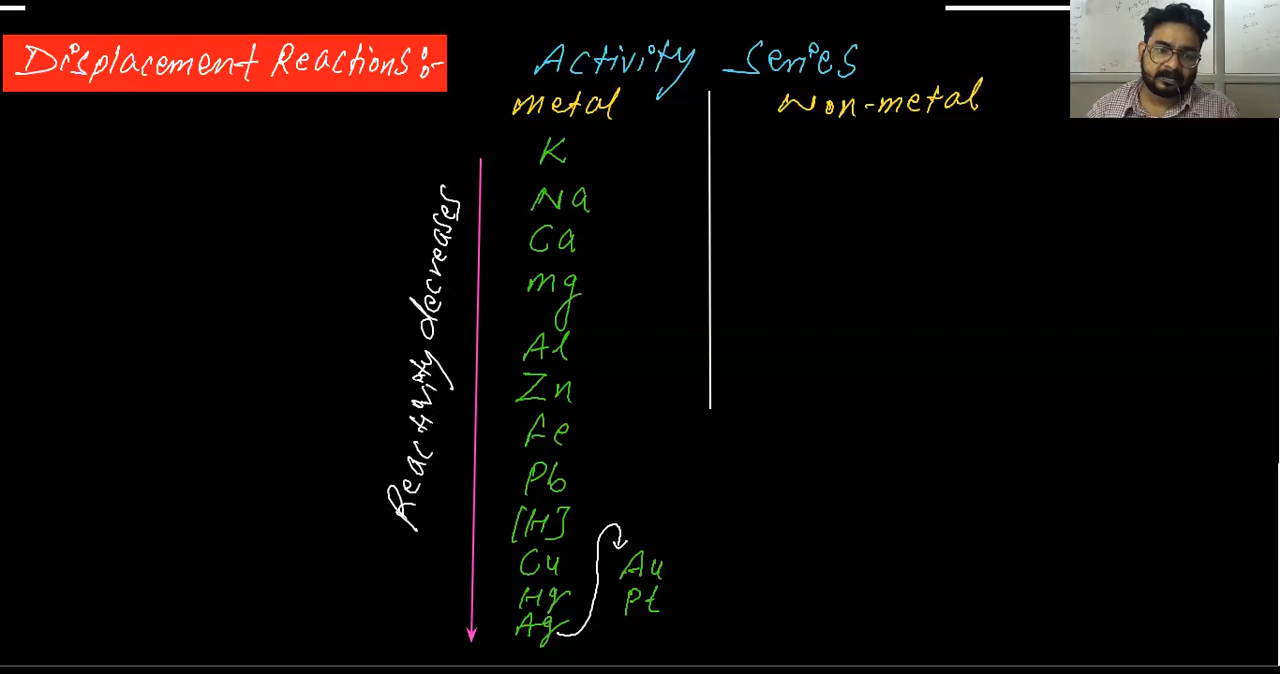 Displacement Reactions:-
Activity Series
Metal
Non-metal
Reactivity decreases
K
Na
Ca
Mg
Al
Zn
Fe
Pb
[H]
Cu
Hg
Ag
Au
Pt